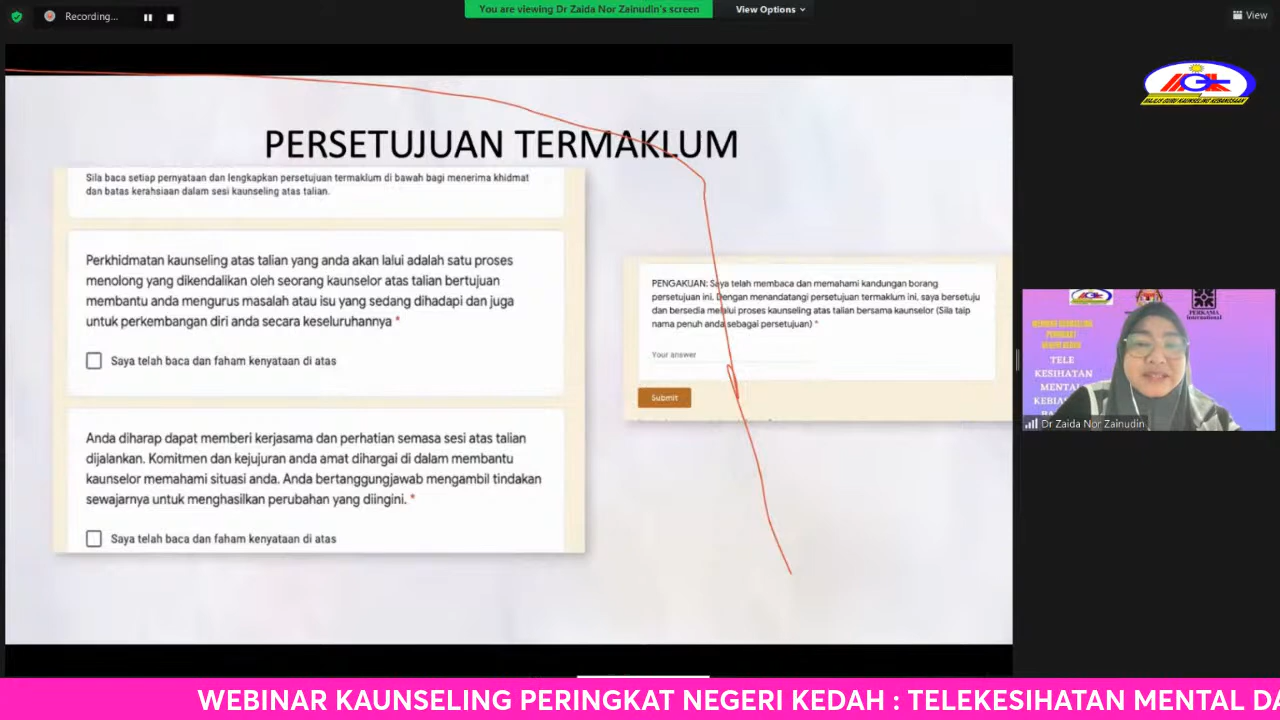 Recording...
You are viewing Dr Zaida Nor Zainudin's screen
View Options
View
MAJLIS GURU KAUNSELING KEBANGSAAN
PERSETUJUAN TERMAKLUM
Sila baca setiap pernyataan dan lengkapkan persetujuan termaklum di bawah bagi menerima khidmat
dan batas kerahsiaan dalam sesi kaunseling atas talian.
Perkhidmatan kaunseling atas talian yang anda akan lalui adalah satu proses
menolong yang dikendalikan oleh seorang kaunselor atas talian bertujuan
membantu anda mengurus masalah atau isu yang sedang dihadapi dan juga
untuk perkembangan diri anda secara keseluruhannya *
Saya telah baca dan faham kenyataan di atas
Anda diharap dapat memberi kerjasama dan perhatian semasa sesi atas talian
dijalankan. Komitmen dan kejujuran anda amat dihargai di dalam membantu
kaunselor memahami situasi anda. Anda bertanggungjawab mengambil tindakan
sewajarnya untuk menghasilkan perubahan yang diingini. *
Saya telah baca dan faham kenyataan di atas
PENGAKUAN: Saya telah membaca dan memahami kandungan borang
persetujuan ini. Dengan menandatangi persetujuan termaklum ini, saya bersetuju
dan bersedia melalui proses kaunseling atas talian bersama kaunselor (Sila taip
nama penuh anda sebagai persetujuan) *
Your answer
Submit
PERKAMA
International
TELE
KESIHATAN
MENTAL
Dr Zaida Nor Zainudin
WEBINAR KAUNSELING PERINGKAT NEGERI KEDAH : TELEKESIHATAN MENTAL DA